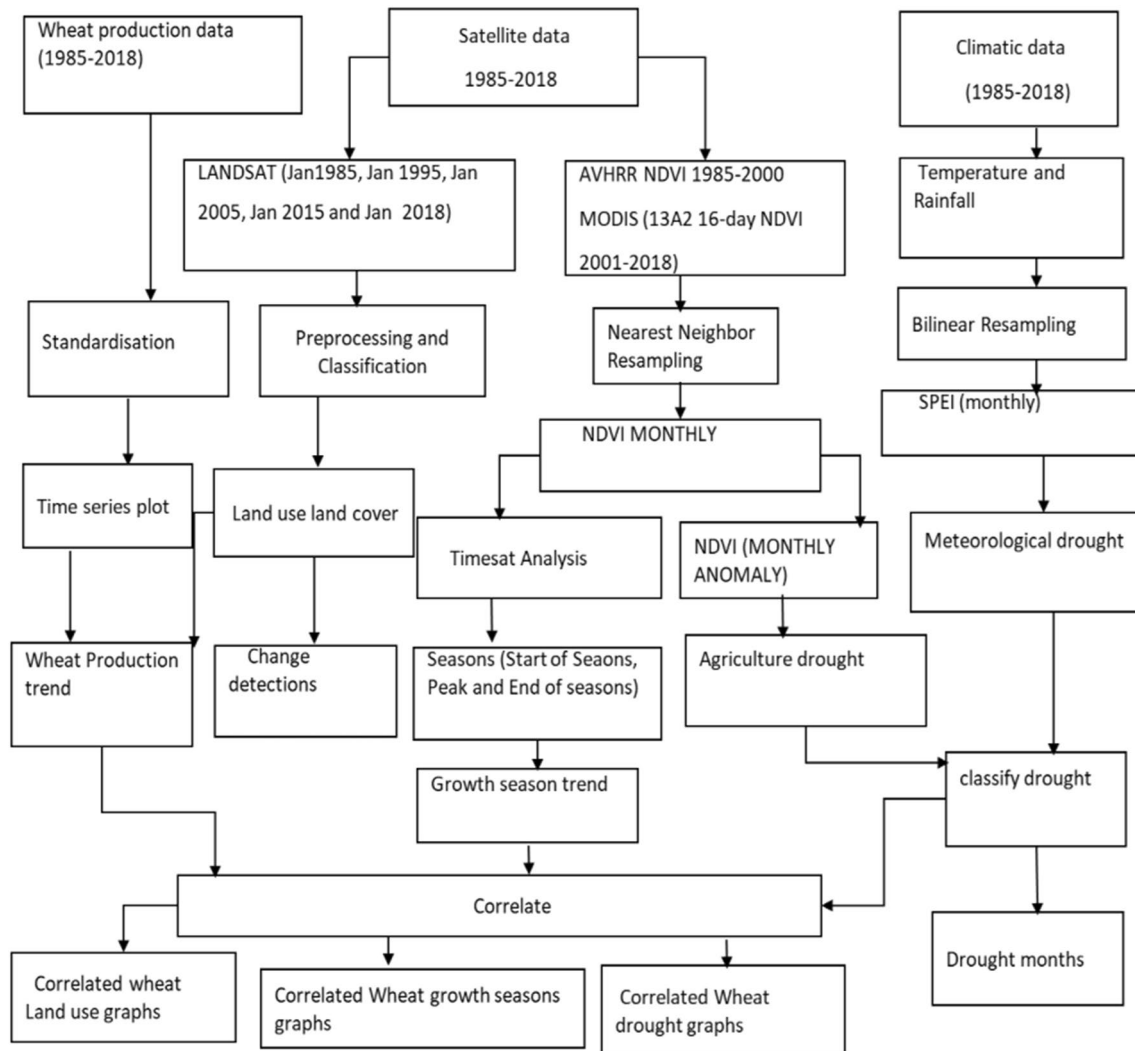 Wheat production data
(1985-2018)
Satellite data
1985-2018
Climatic data
(1985-2018)
LANDSAT (Jan1985, Jan 1995, Jan
2005, Jan 2015 and Jan 2018)
AVHRR NDVI 1985-2000
MODIS (13A2 16-day NDVI
2001-2018)
Temperature and
Rainfall
Standardisation
Preprocessing and
Classification
Nearest Neighbor
Resampling
Bilinear Resampling
SPEI (monthly)
NDVI MONTHLY
Time series plot
Land use land cover
Timesat Analysis
NDVI (MONTHLY
ANOMALY)
Meteorological drought
Wheat Production
trend
Change
detections
Seasons (Start of Seaons,
Peak and End of seasons)
Agriculture drought
Growth season trend
classify drought
Correlate
Drought months
Correlated wheat
Land use graphs
Correlated Wheat growth seasons
graphs
Correlated Wheat
drought graphs